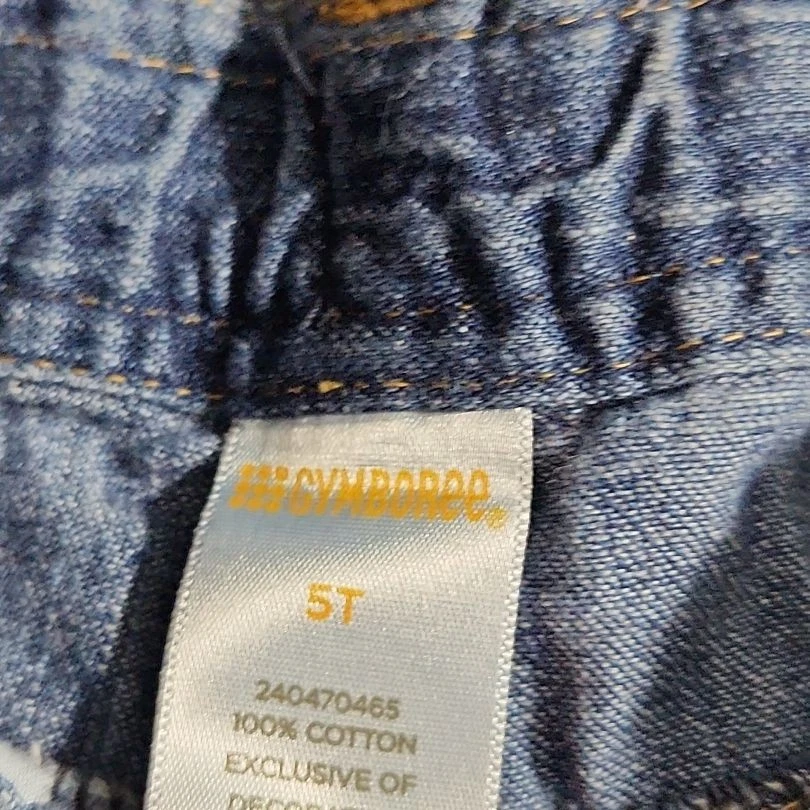 GYMBOREE®
5T
240470465
100% COTTON
EXCLUSIVE OF